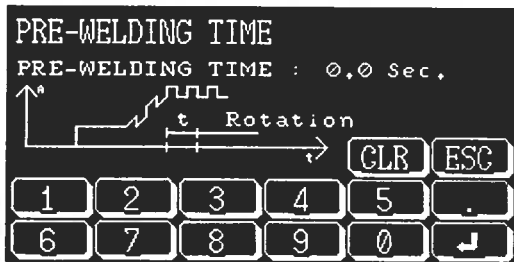 PRE-WELDING TIME
PRE-WELDING TIME : 0.0 Sec.
A
t Rotation
t
CLR ESC
1 2 3 4 5 .
6 7 8 9 0 ↵